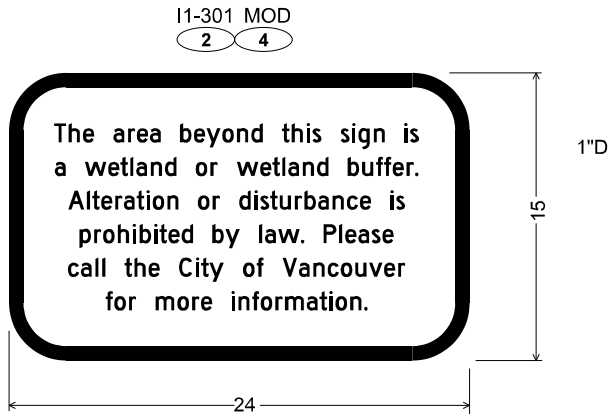 I1-301 MOD
2 4
The area beyond this sign is
a wetland or wetland buffer.
Alteration or disturbance is
prohibited by law. Please
call the City of Vancouver
for more information.
1"D
15
24